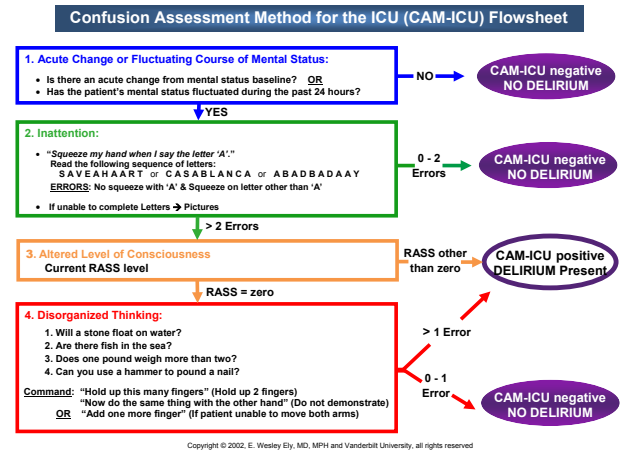 Confusion Assessment Method for the ICU (CAM-ICU) Flowsheet
1. Acute Change or Fluctuating Course of Mental Status:
• Is there an acute change from mental status baseline? OR
• Has the patient's mental status fluctuated during the past 24 hours?
NO
CAM-ICU negative
NO DELIRIUM
YES
2. Inattention:
• "Squeeze my hand when I say the letter 'A'."
Read the following sequence of letters:
S A V E A H A A R T or C A S A B L A N C A or A B A D B A D A A Y
ERRORS: No squeeze with 'A' & Squeeze on letter other than 'A'
• If unable to complete Letters → Pictures
0 - 2
Errors
CAM-ICU negative
NO DELIRIUM
> 2 Errors
3. Altered Level of Consciousness
Current RASS level
RASS other
than zero
CAM-ICU positive
DELIRIUM Present
RASS = zero
4. Disorganized Thinking:
1. Will a stone float on water?
2. Are there fish in the sea?
3. Does one pound weigh more than two?
4. Can you use a hammer to pound a nail?
Command: "Hold up this many fingers" (Hold up 2 fingers)
"Now do the same thing with the other hand" (Do not demonstrate)
OR "Add one more finger" (If patient unable to move both arms)
> 1 Error
0 - 1
Error
CAM-ICU negative
NO DELIRIUM
Copyright © 2002, E. Wesley Ely, MD, MPH and Vanderbilt University, all rights reserved